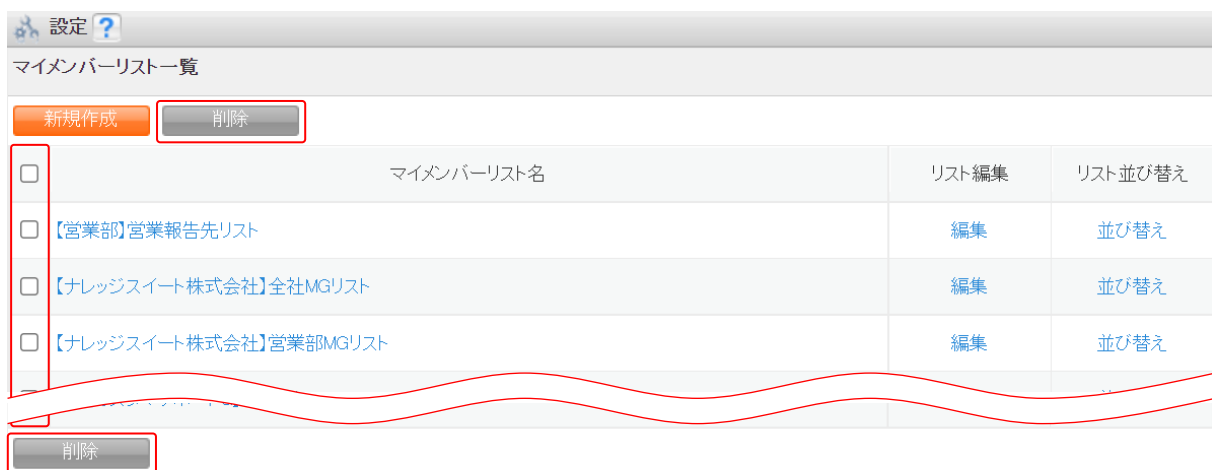 設定 ?
マイメンバーリスト一覧
新規作成 削除
マイメンバーリスト名 リスト編集 リスト並び替え
【営業部】営業報告先リスト 編集 並び替え
【ナレッジスイート株式会社】全社MGリスト 編集 並び替え
【ナレッジスイート株式会社】営業部MGリスト 編集 並び替え
削除